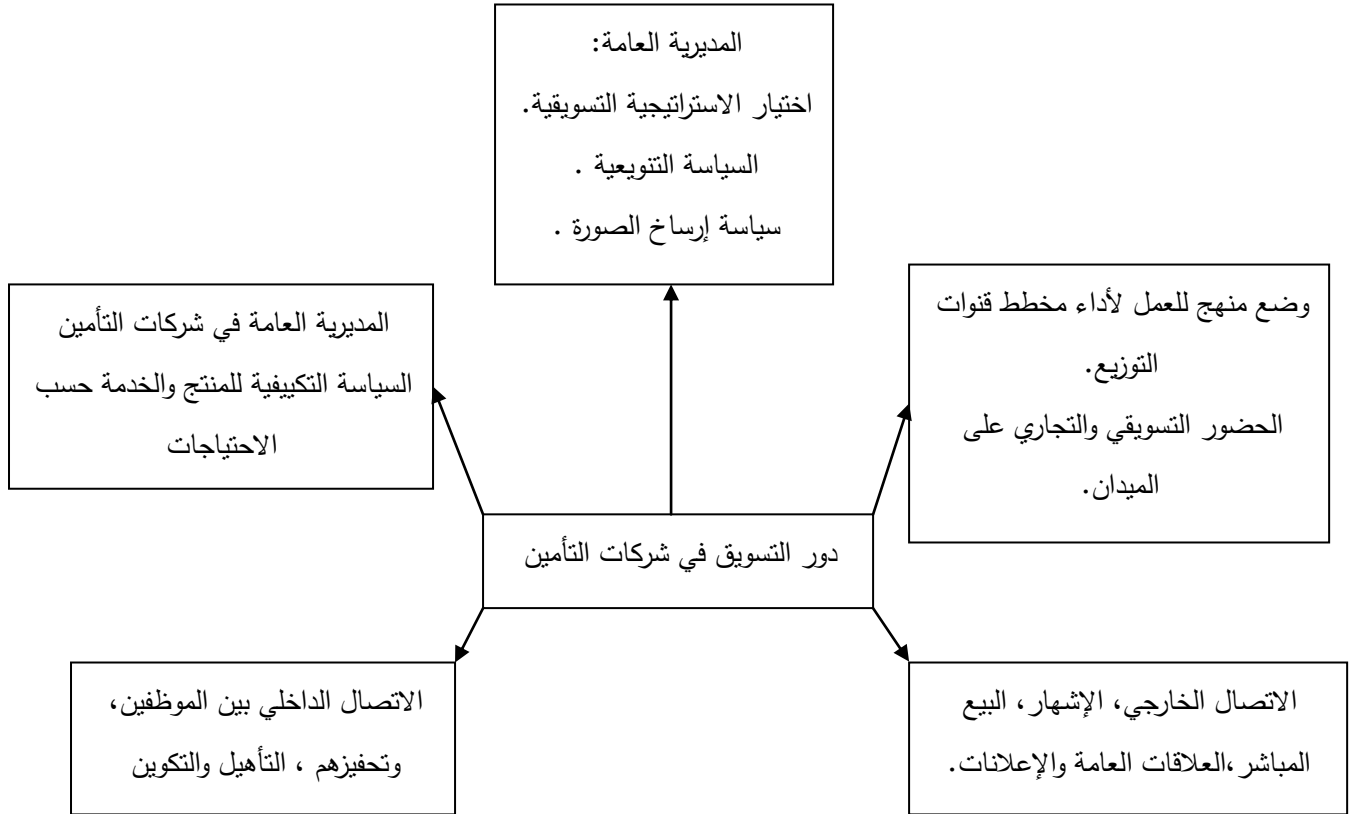 المديرية العامة:
اختيار الاستراتيجية التسويقية.
السياسة التنويعية .
سياسة إرساخ الصورة .
وضع منهج للعمل لأداء مخطط قنوات
التوزيع.
الحضور التسويقي والتجاري على
الميدان.
المديرية العامة في شركات التأمين
السياسة التكييفية للمنتج والخدمة حسب
الاحتياجات
دور التسويق في شركات التأمين
الاتصال الخارجي، الإشهار، البيع
المباشر ،العلاقات العامة والإعلانات.
الاتصال الداخلي بين الموظفين،
وتحفيزهم ، التأهيل والتكوين